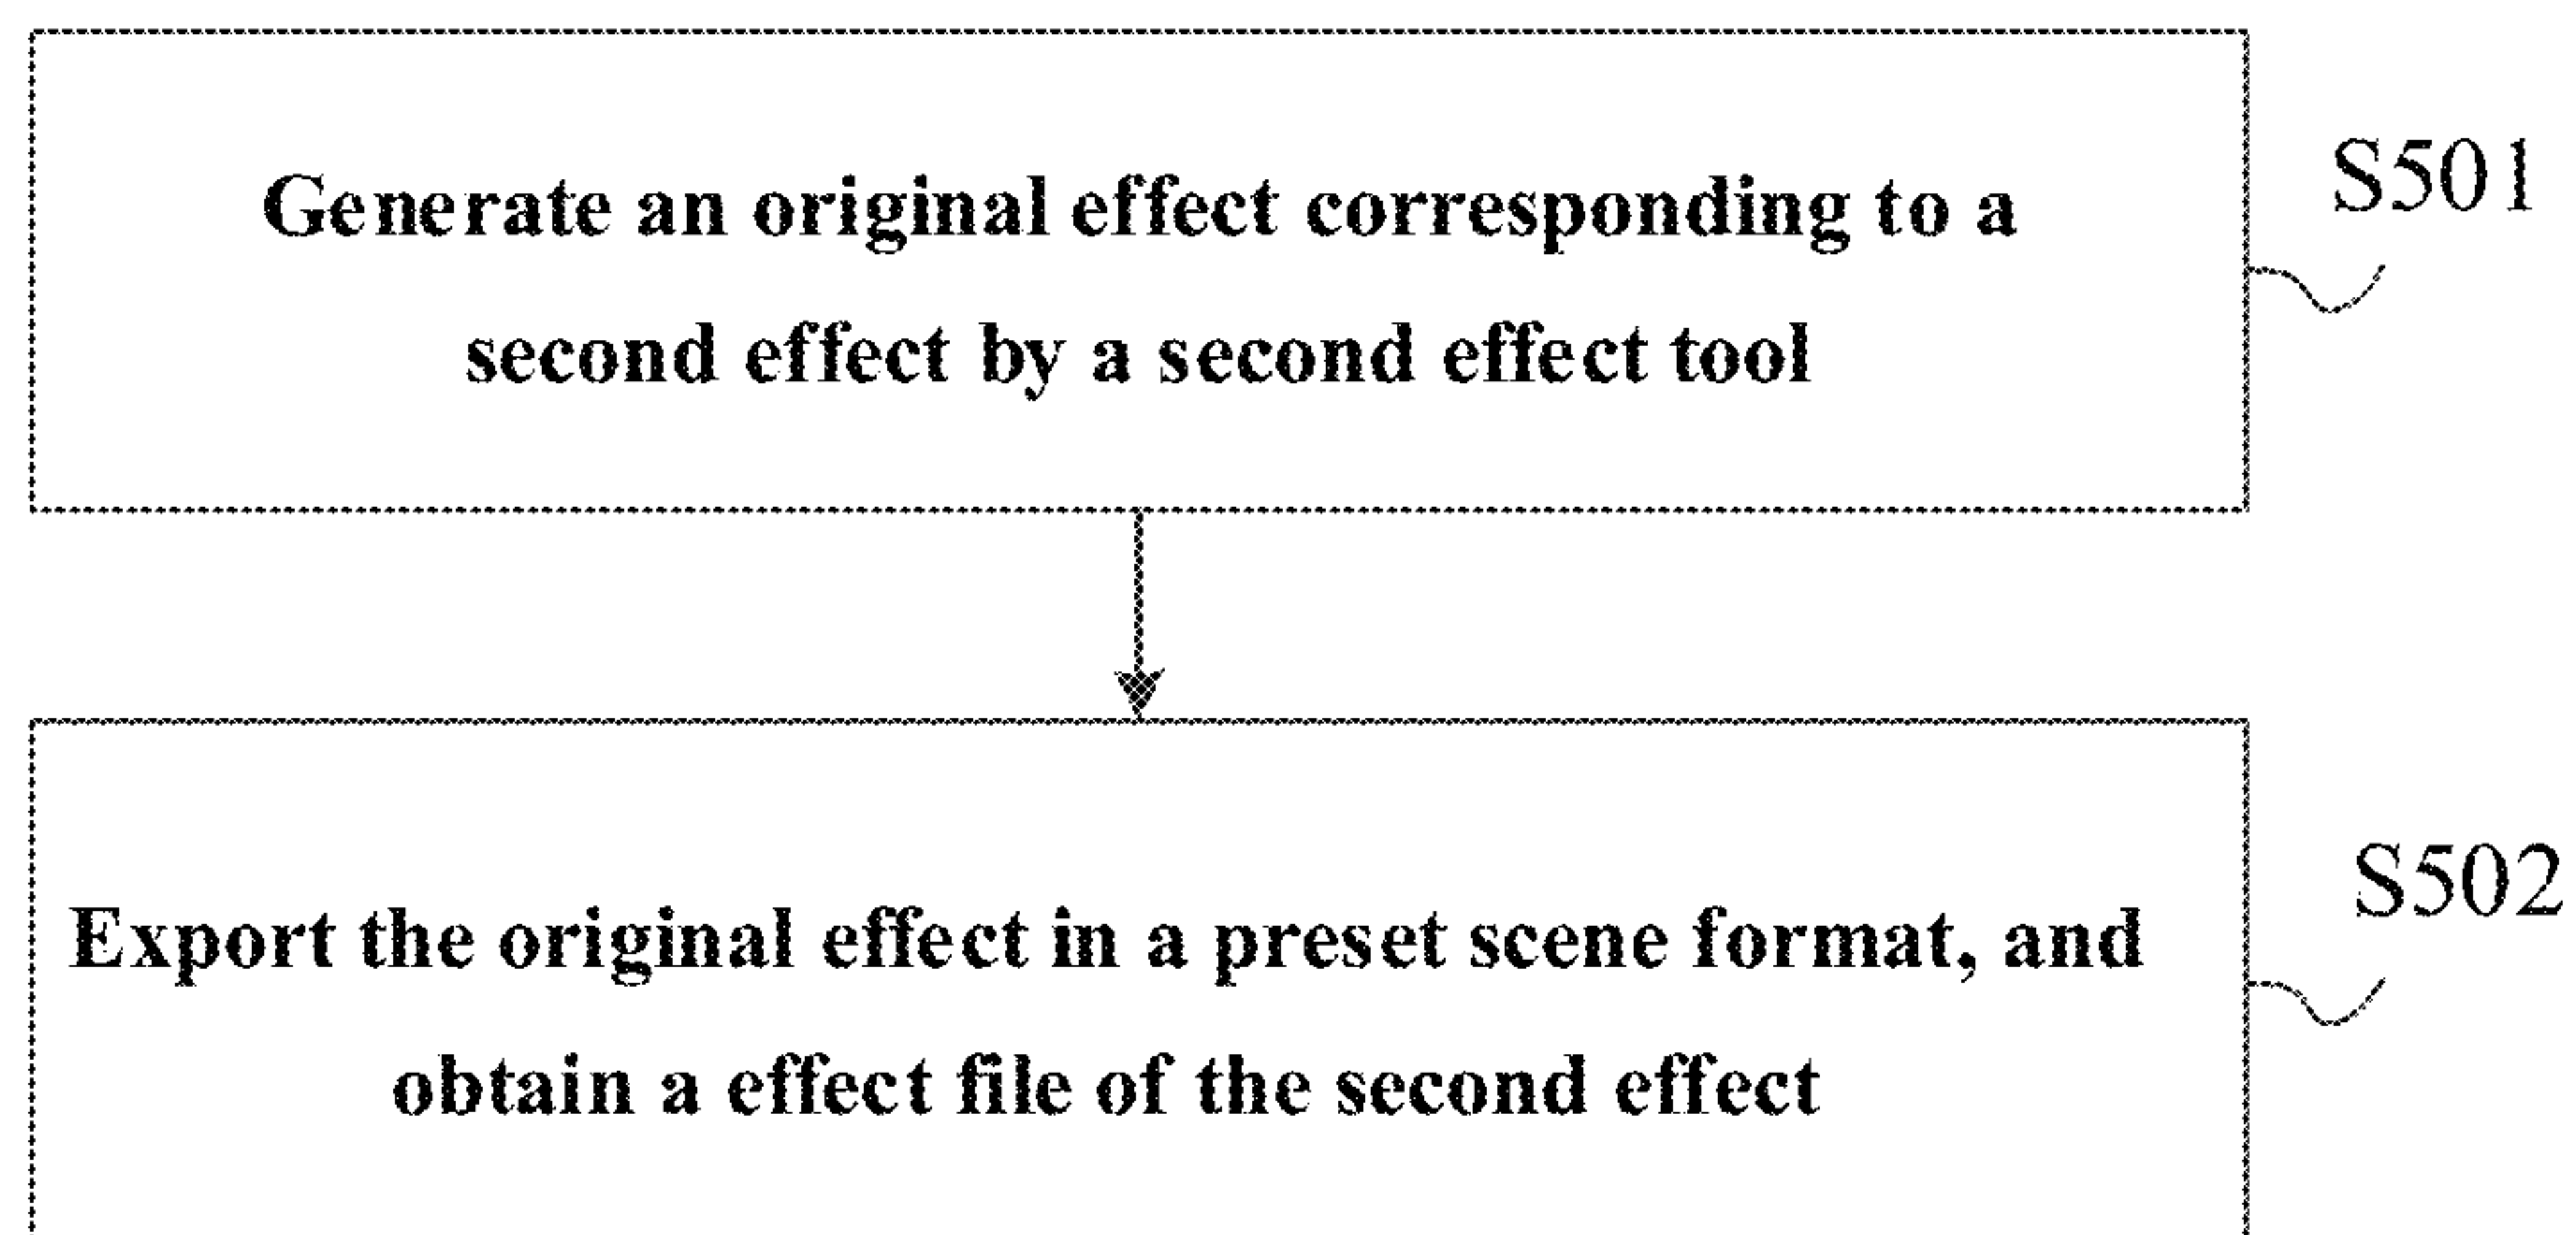 Generate an original effect corresponding to a
second effect by a second effect tool
S501
Export the original effect in a preset scene format, and
obtain a effect file of the second effect
S502